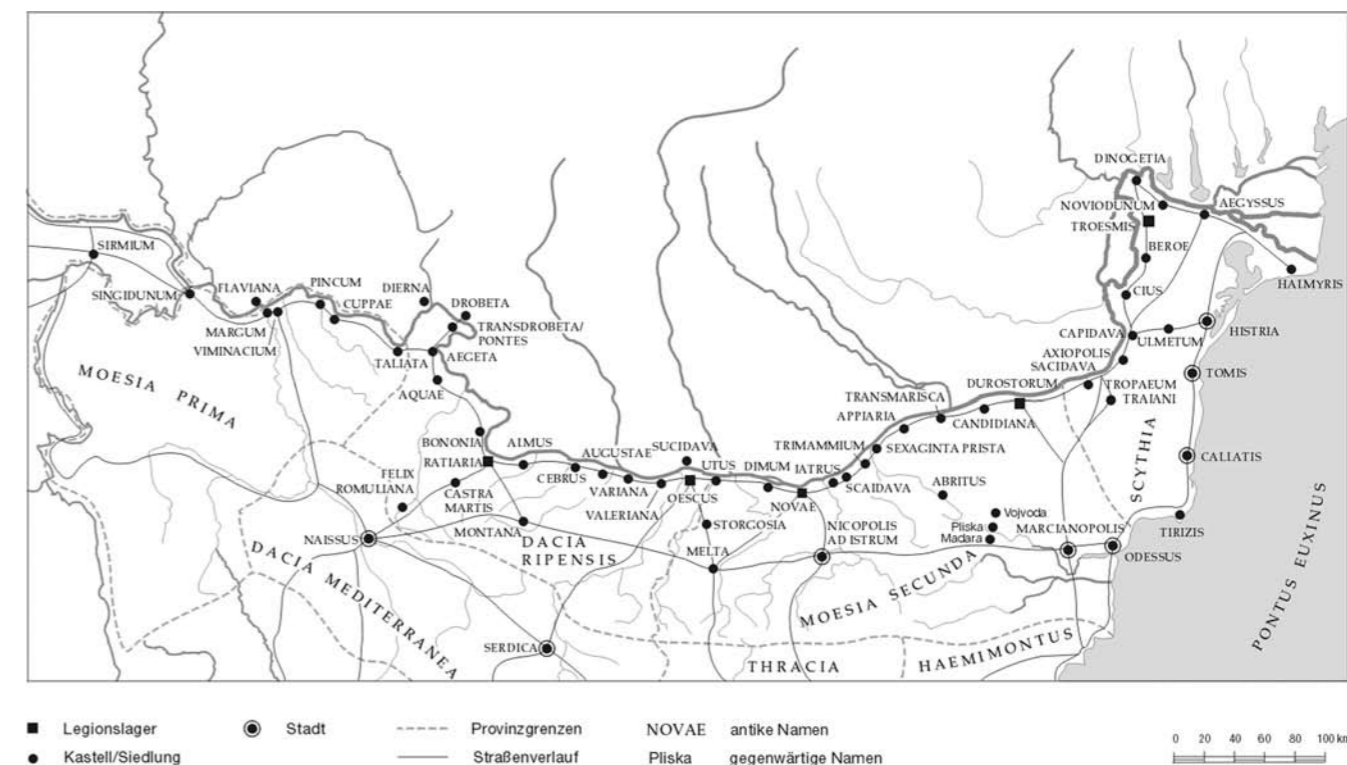 DINOGETIA
NOVIODUNUM
AEGYSSUS
TROESMIS
BEROE
SIRMIUM
HALMYRIS
SINGIDUNUM
FLAVIANA
PINCUM
DIERNA
CIUS
CUPPAE
DROBETA
MARGUM
VIMINACIUM
TRANSDROBETA/
PONTES
CAPIDAVA
ULMETUM
HISTRIA
TALIATA
AEGETA
AXIOPOLIS
SACIDAVA
MOESIA PRIMA
AQUAE
TOMIS
DUROSTORUM
TROPAEUM
TRAIANI
TRANSMARISCA
CANDIDIANA
APPIARIA
BONONIA
AIMUS
AUGUSTAE
SUCIDAVA
TRIMAMMIUM
SEXAGINTA PRISTA
RATIARIA
UTUS
DIMUM
IATRUS
CALLATIS
SCYTHIA
FELIX
ROMULIANA
CEBRUS
VARIANA
OESCUS
SCAIDAVA
ABRITUS
CASTRA
MARTIS
VALERIANA
NOVAE
Vojvoda
MONTANA
STORGOSIA
NICOPOLIS
AD ISTRUM
Pliska
Madara
MARCIANOPOLIS
TIRIZIS
NAISSUS
DACIA
RIPENSIS
MELTA
ODESSUS
DACIA MEDITERRANEA
MOESIA SECUNDA
PONTUS EUXINUS
SERDICA
THRACIA
HAEMIMONTUS
Legionslager
Stadt
Provinzgrenzen
NOVAE antike Namen
Kastell/Siedlung
Straßenverlauf
Pliska gegenwärtige Namen
0 20 40 60 80 100 km